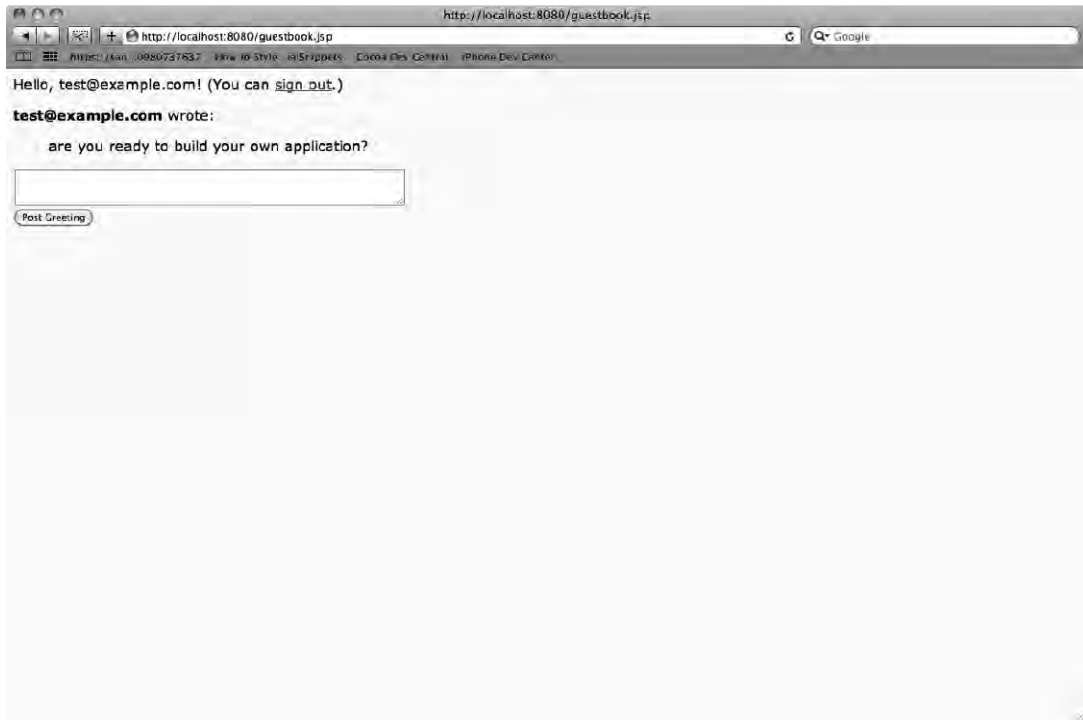 http://localhost:8080/guestbook.jsp
http://localhost:8080/guestbook.jsp
Google
Cocoa Dev Central iPhone Dev Center
Hello, test@example.com! (You can sign out.)
test@example.com wrote:
are you ready to build your own application?
Post Greeting